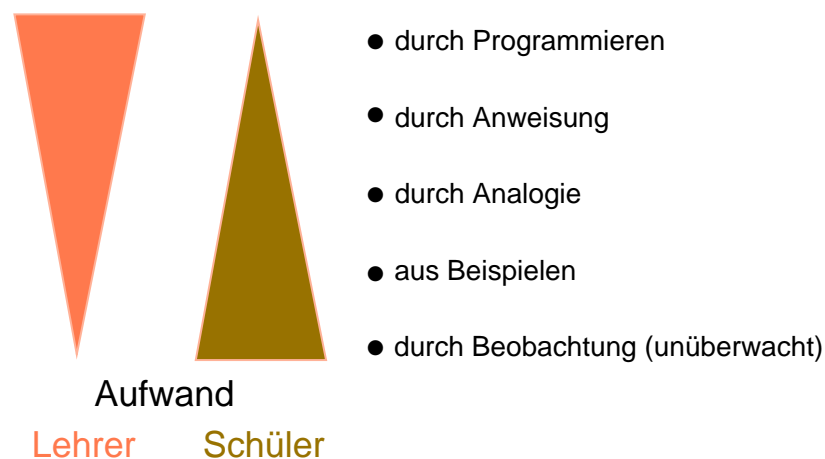 ● durch Programmieren
● durch Anweisung
● durch Analogie
● aus Beispielen
● durch Beobachtung (unüberwacht)
Aufwand
Lehrer Schüler